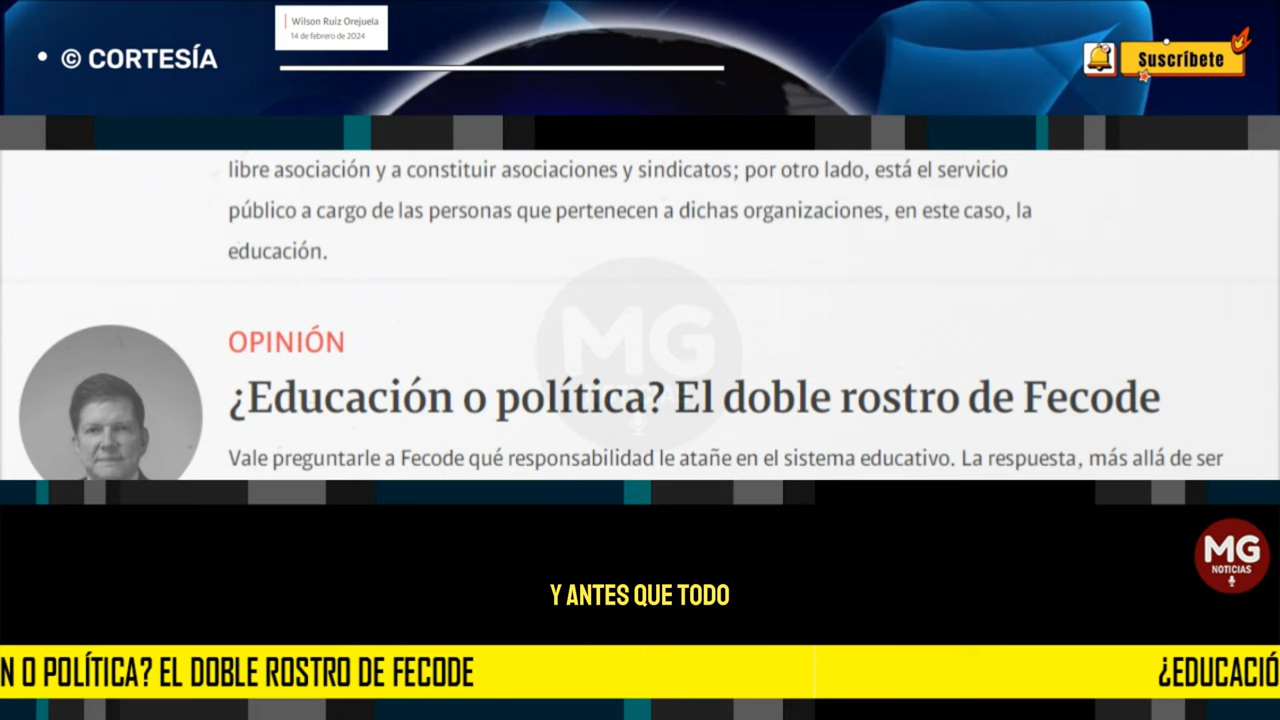 Wilson Ruiz Orejuela
14 de febrero de 2024
• © CORTESÍA
Suscríbete
libre asociación y a constituir asociaciones y sindicatos; por otro lado, está el servicio
público a cargo de las personas que pertenecen a dichas organizaciones, en este caso, la
educación.
MG
OPINIÓN
¿Educación o política? El doble rostro de Fecode
Vale preguntarle a Fecode qué responsabilidad le atañe en el sistema educativo. La respuesta, más allá de ser
MG
NOTICIAS
Y ANTES QUE TODO
N O POLÍTICA? EL DOBLE ROSTRO DE FECODE
¿EDUCACIÓ